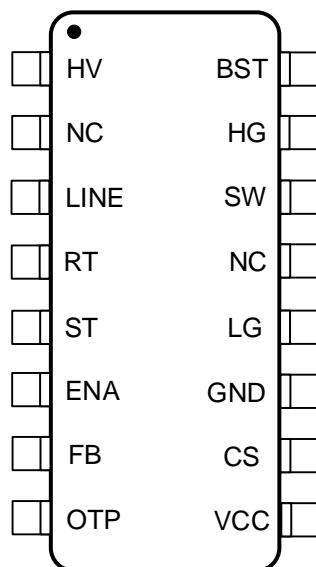 HV BST
NC HG
LINE SW
RT NC
ST LG
ENA GND
FB CS
OTP VCC